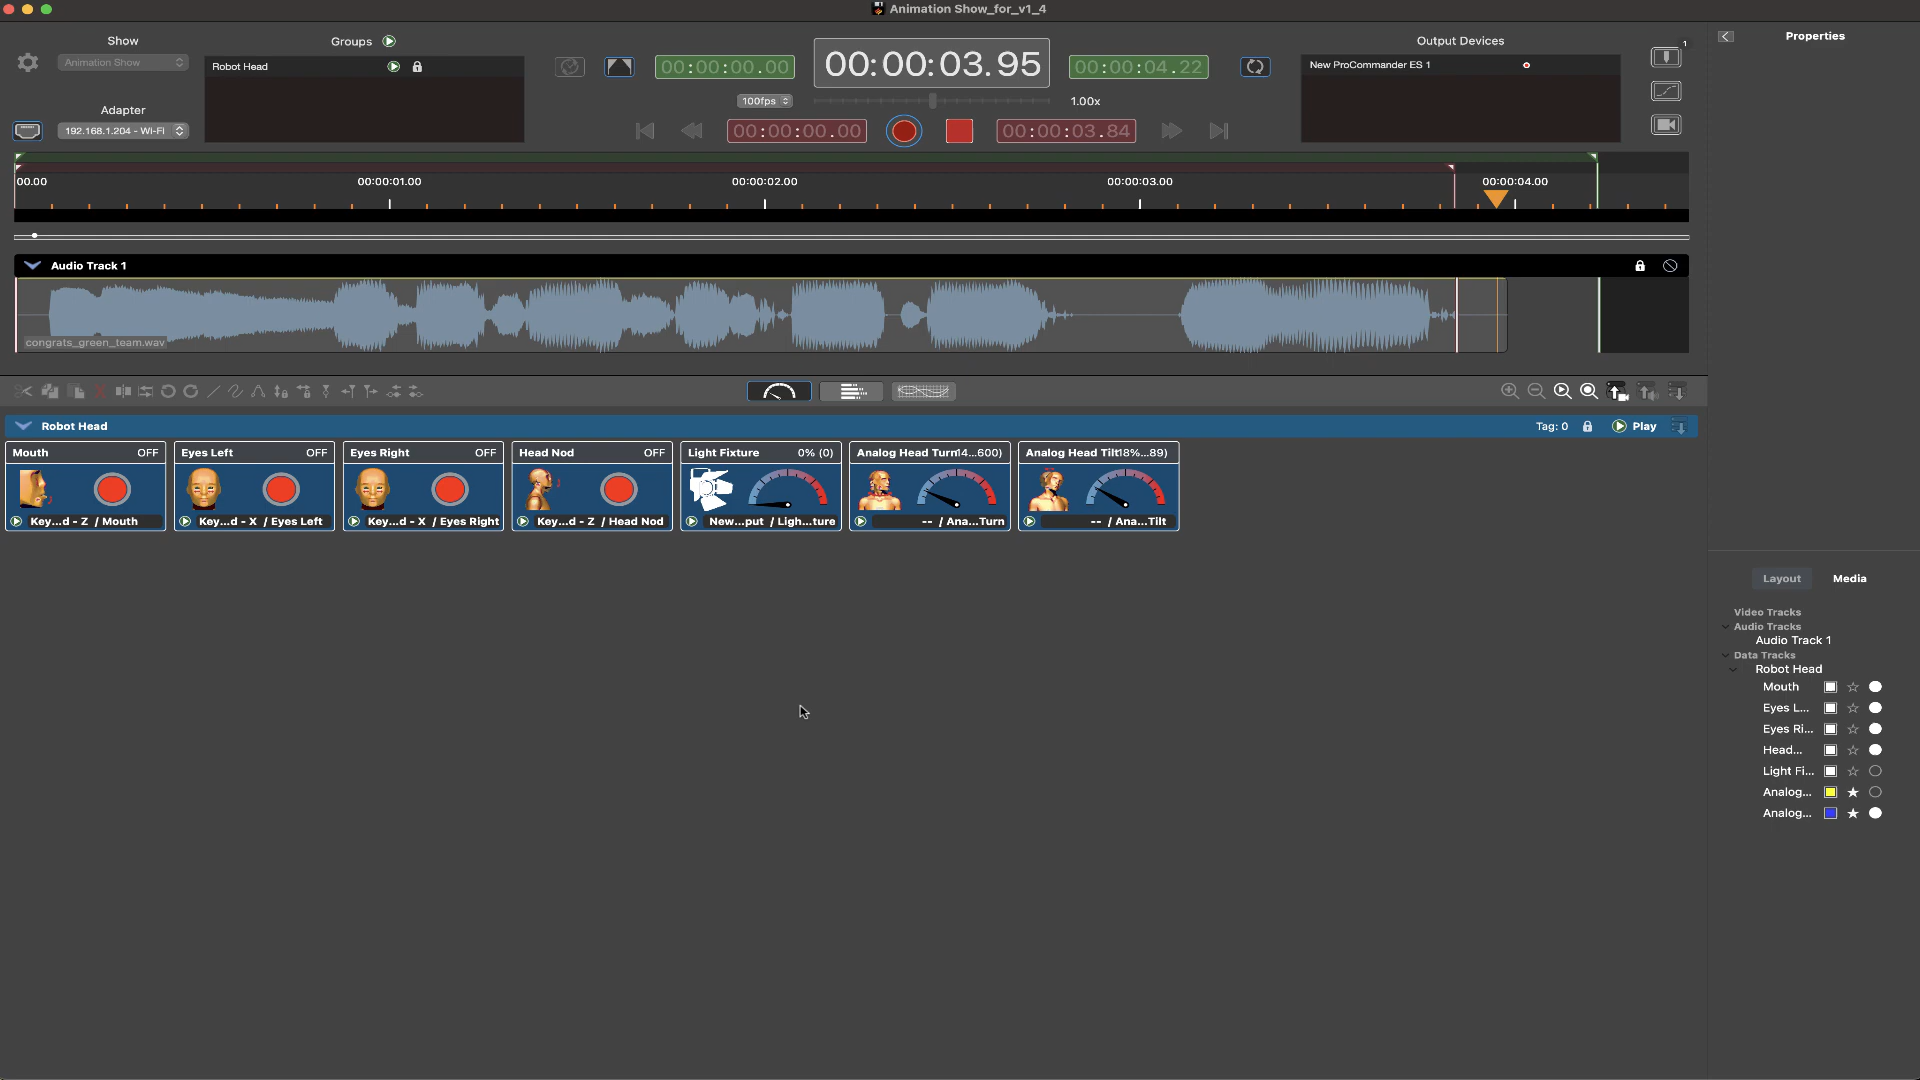 Animation Show_for_v1_4
Show
Animation Show
Adapter
192.168.1.204 - Wi-Fi
Groups
Robot Head
00:00:00.00
00:00:03.95
00:00:04.22
100fps
1.00x
00:00:00.00
00:00:03.84
Output Devices
New ProCommander ES 1
1
Properties
00.00
00:00:01.00
00:00:02.00
00:00:03.00
00:00:04.00
Audio Track 1
congrats_green_team.wav
Robot Head
Tag: 0
Play
Mouth OFF
Key...d - Z / Mouth
Eyes Left OFF
Key...d - X / Eyes Left
Eyes Right OFF
Key...d - X / Eyes Right
Head Nod OFF
Key...d - Z / Head Nod
Light Fixture 0% (0)
New...put / Ligh...ture
Analog Head Turn 14...600)
-- / Ana...Turn
Analog Head Tilt 18%...89)
-- / Ana...Tilt
Layout
Media
Video Tracks
Audio Tracks
Audio Track 1
Data Tracks
Robot Head
Mouth
Eyes L...
Eyes Ri...
Head...
Light Fi...
Analog...
Analog...